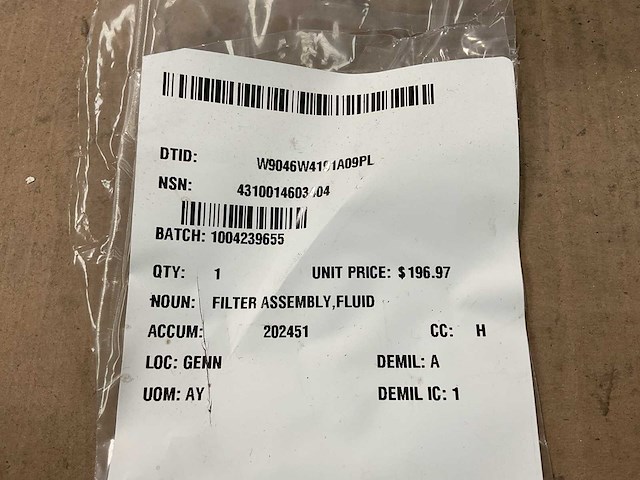 DTID:
NSN:
BATCH: 1004239655
QTY: 1 UNIT PRICE: $196.97
NOUN: FILTER ASSEMBLY,FLUID
ACCUM: 202451 CC: H
LOC: GENN DEMIL: A
UOM: AY DEMIL IC: 1